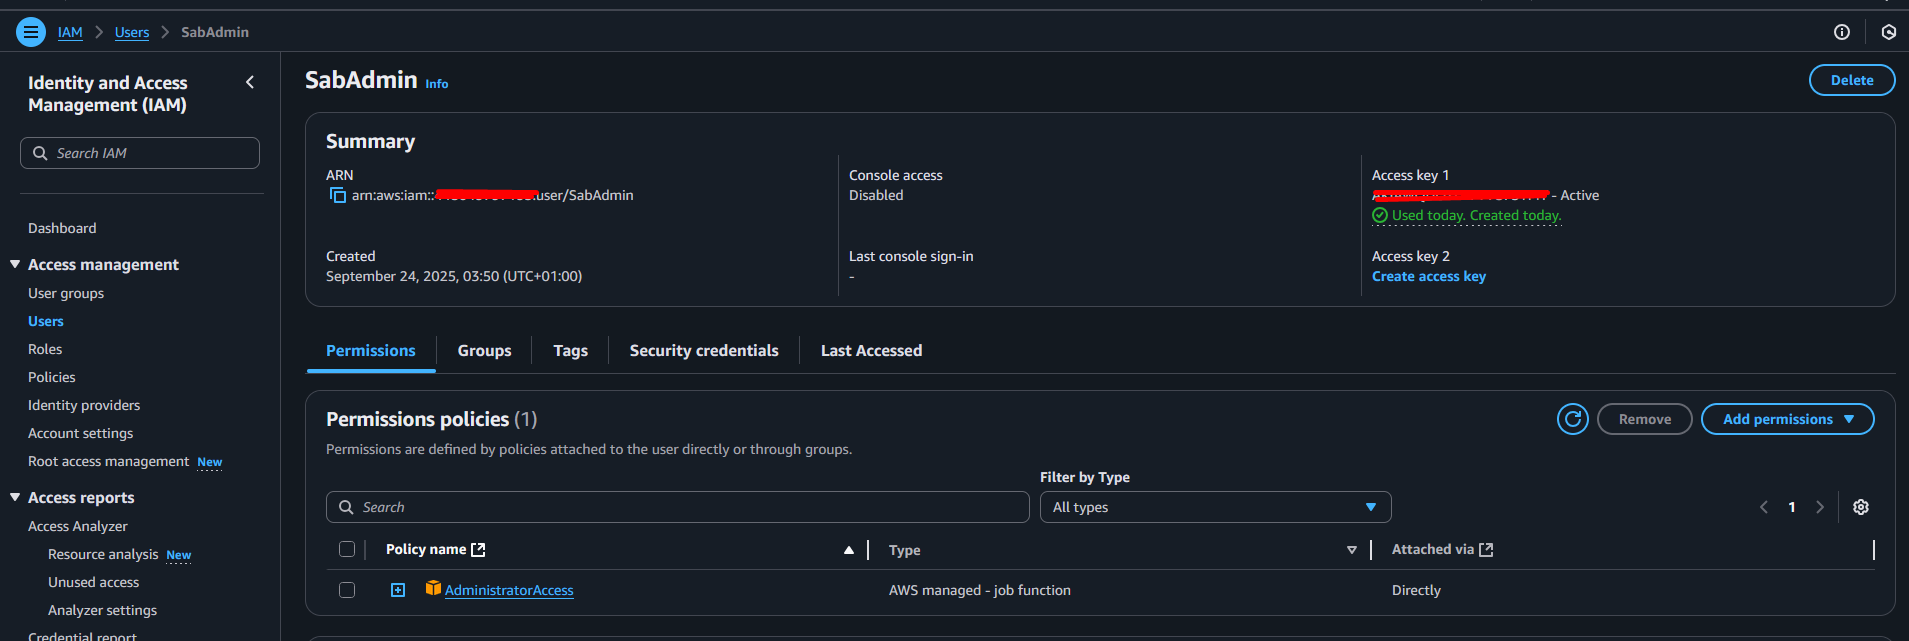 IAM > Users > SabAdmin
Identity and Access
Management (IAM)
Search IAM
Dashboard
Access management
User groups
Users
Roles
Policies
Identity providers
Account settings
Root access management New
Access reports
Access Analyzer
Resource analysis New
Unused access
Analyzer settings
Credential report
SabAdmin Info
Delete
Summary
ARN
arn:aws:iam:: :user/SabAdmin
Created
September 24, 2025, 03:50 (UTC+01:00)
Console access
Disabled
Last console sign-in
-
Access key 1
- Active
Used today. Created today.
Access key 2
Create access key
Permissions
Groups
Tags
Security credentials
Last Accessed
Permissions policies (1)
Remove
Add permissions
Permissions are defined by policies attached to the user directly or through groups.
Filter by Type
Search
All types
1
Policy name
Type
Attached via
AdministratorAccess
AWS managed - job function
Directly